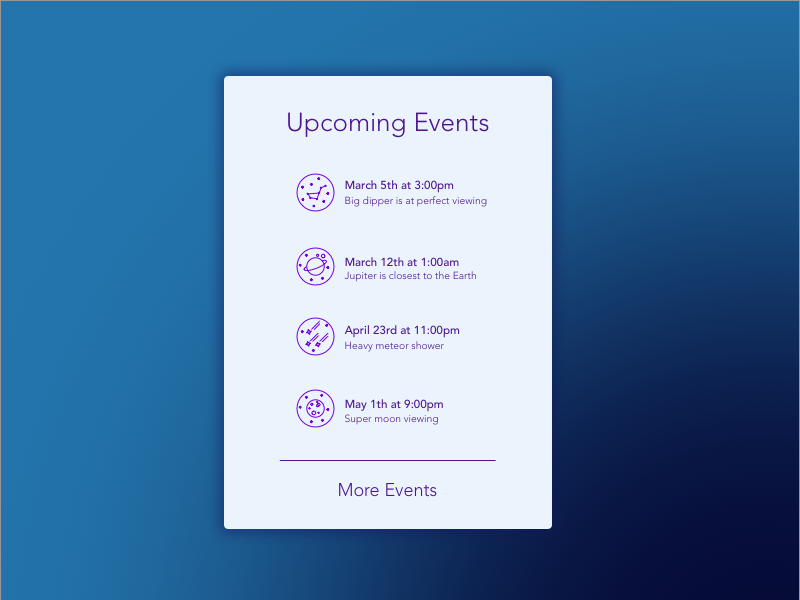 Upcoming Events
March 5th at 3:00pm
Big dipper is at perfect viewing
March 12th at 1:00am
Jupiter is closest to the Earth
April 23rd at 11:00pm
Heavy meteor shower
May 1th at 9:00pm
Super moon viewing
More Events